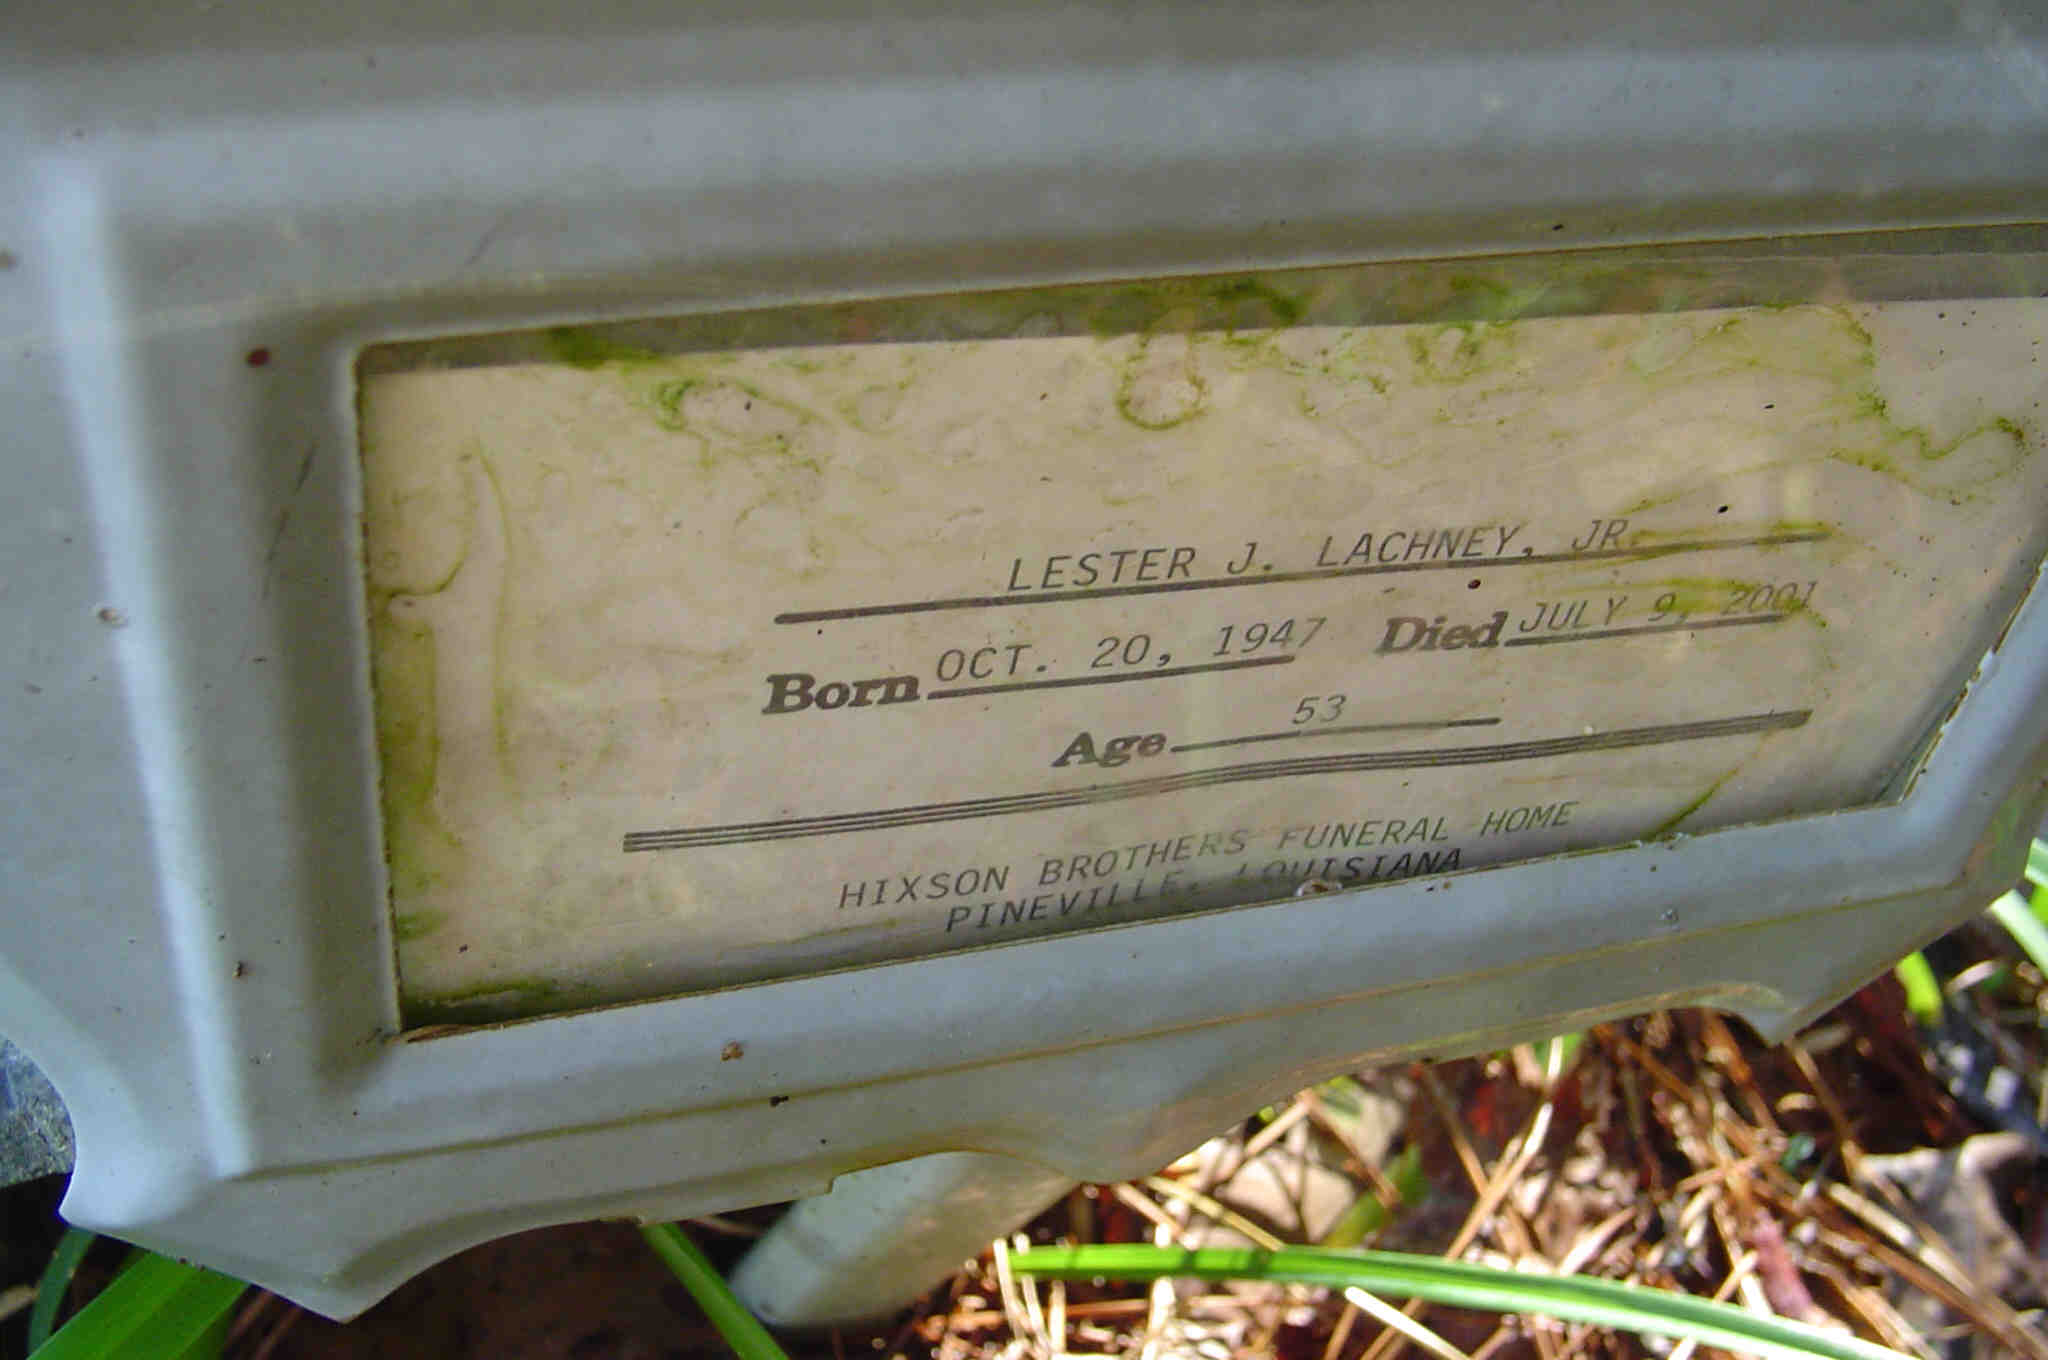 LESTER J. LACHNEY, JR.
Born OCT. 20, 1947 Died JULY 9, 2001
Age 53
HIXSON BROTHERS FUNERAL HOME
PINEVILLE, LOUISIANA